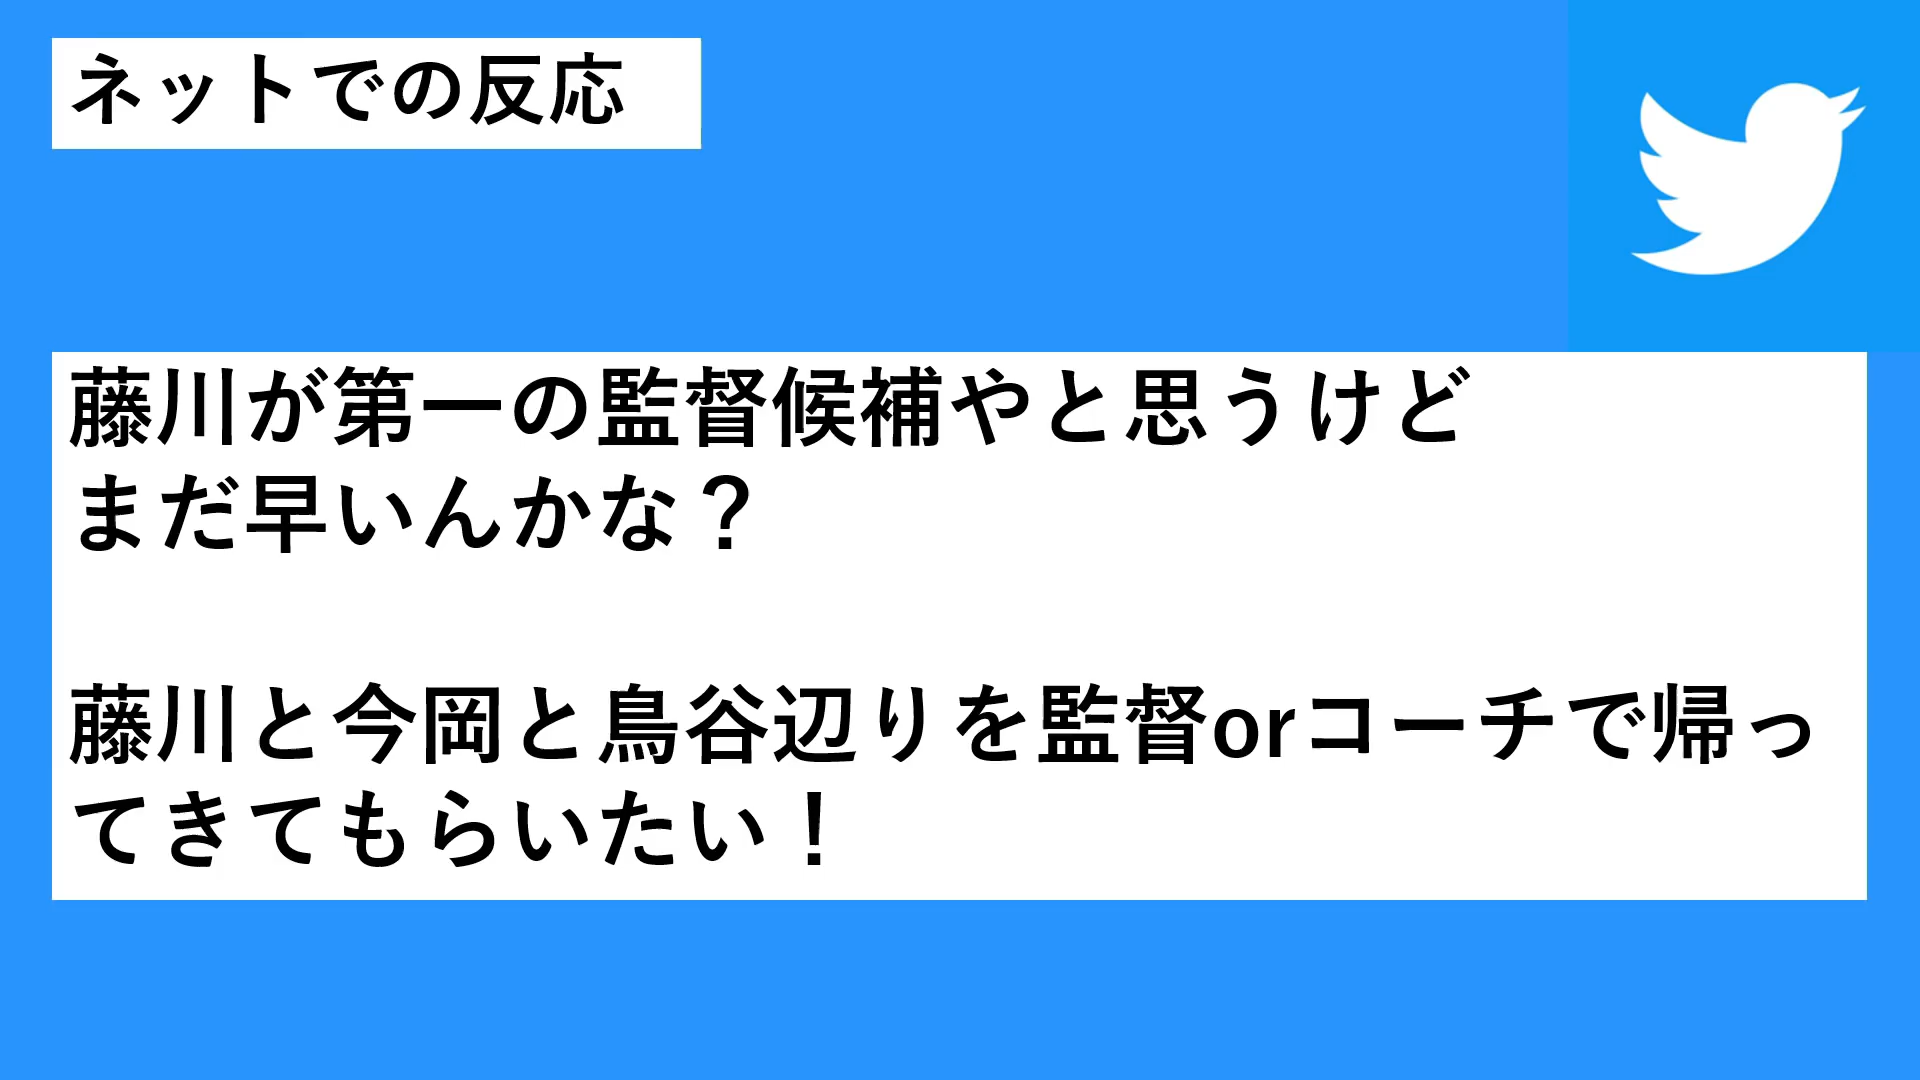 ネットでの反応
藤川が第一の監督候補やと思うけど
まだ早いんかな？
藤川と今岡と鳥谷辺りを監督orコーチで帰っ
てきてもらいたい！